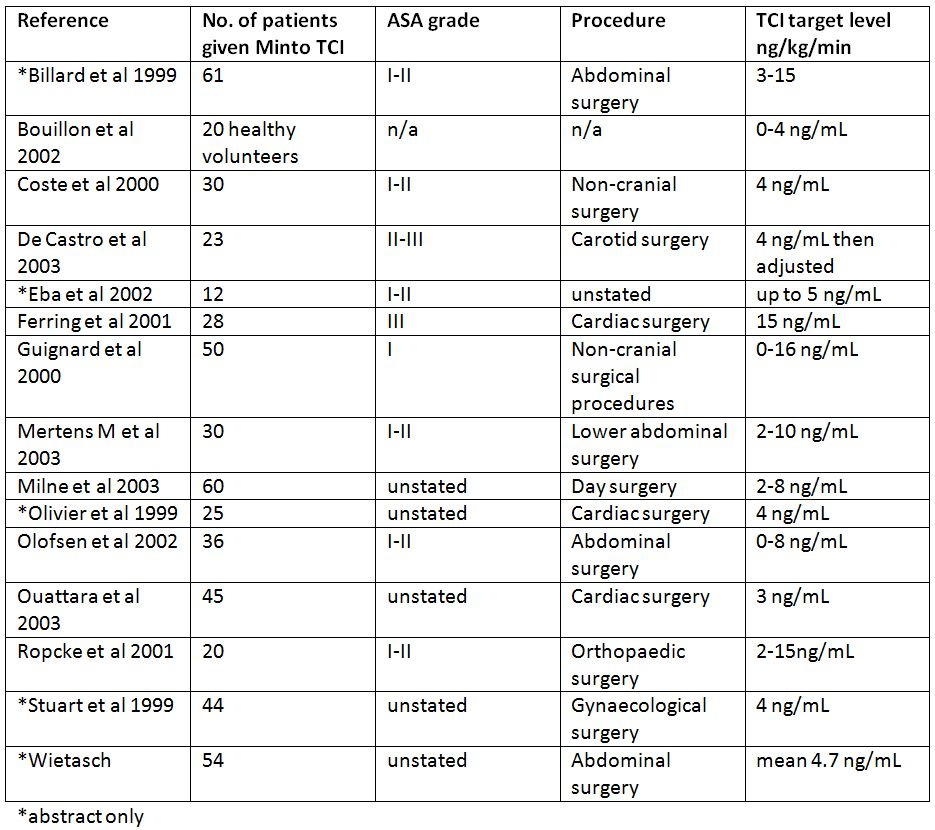 Reference
No. of patients
given Minto TCI
ASA grade
Procedure
TCI target level
ng/kg/min
*Billard et al 1999
61
I-II
Abdominal
surgery
3-15
Bouillon et al
2002
20 healthy
volunteers
n/a
n/a
0-4 ng/mL
Coste et al 2000
30
I-II
Non-cranial
surgery
4 ng/mL
De Castro et al
2003
23
II-III
Carotid surgery
4 ng/mL then
adjusted
*Eba et al 2002
12
I-II
unstated
up to 5 ng/mL
Ferring et al 2001
28
III
Cardiac surgery
15 ng/mL
Guignard et al
2000
50
I
Non-cranial
surgical
procedures
0-16 ng/mL
Mertens M et al
2003
30
I-II
Lower abdominal
surgery
2-10 ng/mL
Milne et al 2003
60
unstated
Day surgery
2-8 ng/mL
*Olivier et al 1999
25
unstated
Cardiac surgery
4 ng/mL
Olofsen et al 2002
36
I-II
Abdominal
surgery
0-8 ng/mL
Ouattara et al
2003
45
unstated
Cardiac surgery
3 ng/mL
Ropcke et al 2001
20
I-II
Orthopaedic
surgery
2-15ng/mL
*Stuart et al 1999
44
unstated
Gynaecological
surgery
4 ng/mL
*Wietasch
54
unstated
Abdominal
surgery
mean 4.7 ng/mL
*abstract only